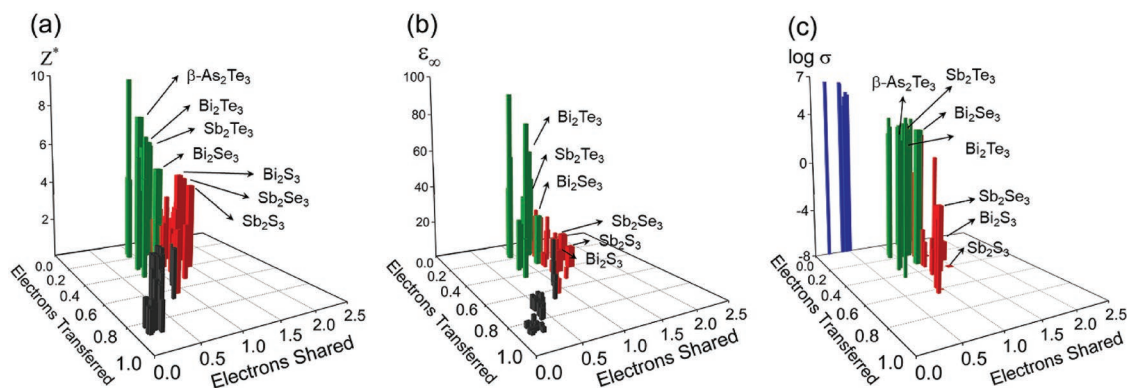 (a)
Z*
10
8
6
4
2
β-As₂Te₃
Bi₂Te₃
Sb₂Te₃
Bi₂Se₃
Bi₂S₃
Sb₂Se₃
Sb₂S₃
0.0
0.2
0.4
0.6
0.8
1.0
Electrons Transferred
0.0
0.5
1.0
1.5
2.0
2.5
Electrons Shared
(b)
ε∞
100
80
60
40
20
0
Bi₂Te₃
Sb₂Te₃
Bi₂Se₃
Sb₂Se₃
Sb₂S₃
Bi₂S₃
0.0
0.2
0.4
0.6
0.8
1.0
Electrons Transferred
0.0
0.5
1.0
1.5
2.0
2.5
Electrons Shared
(c)
log σ
7
4
0
-4
-8
β-As₂Te₃
Sb₂Te₃
Bi₂Se₃
Bi₂Te₃
Sb₂Se₃
Bi₂S₃
Sb₂S₃
0.0
0.2
0.4
0.6
0.8
1.0
Electrons Transferred
0.0
0.5
1.0
1.5
2.0
2.5
Electrons Shared